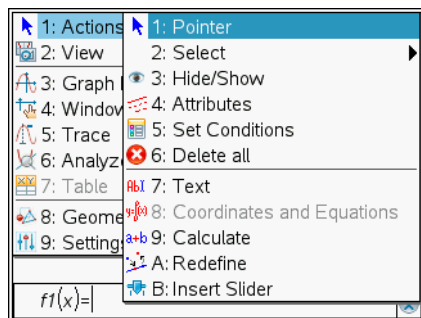 1: Actions
2: View
3: Graph
4: Window
5: Trace
6: Analyze
7: Table
8: Geome
9: Setting
1: Pointer
2: Select
3: Hide/Show
4: Attributes
5: Set Conditions
6: Delete all
7: Text
8: Coordinates and Equations
9: Calculate
A: Redefine
B: Insert Slider
f1(x)=